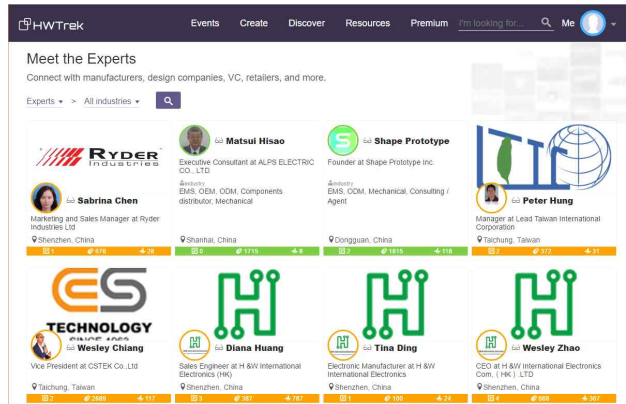 HWTrek
Events Create Discover Resources Premium I'm looking for... Me
Meet the Experts
Connect with manufacturers, design companies, VC, retailers, and more.
Experts > All industries
RYDER
Industries
Sabrina Chen
Marketing and Sales Manager at Ryder
Industries Ltd
Shenzhen, China
1 676 28
Matsui Hisao
Executive Consultant at ALPS ELECTRIC
CO., LTD
industry
EMS, OEM, ODM, Components
distributor, Mechanical
Shanhai, China
0 1715 8
Shape Prototype
Founder at Shape Prototype Inc.
industry
EMS, ODM, Mechanical, Consulting /
Agent
Dongguan, China
2 1815 116
LTIC
Peter Hung
Manager at Lead Taiwan International
Corporation
Taichung, Taiwan
2 372 31
CS
TECHNOLOGY
Wesley Chiang
Vice President at CSTEK Co.,Ltd
Taichung, Taiwan
2 2689 117
Diana Huang
Sales Engineer at H &W International
Electronics (HK)
Shenzhen, China
3 387 787
Tina Ding
Electronic Manufacturer at H &W
International Electronics
Shenzhen, China
1 100 24
Wesley Zhao
CEO at H &W International Electronics
Com, ( HK ) .LTD
Shenzhen, China
4 668 367